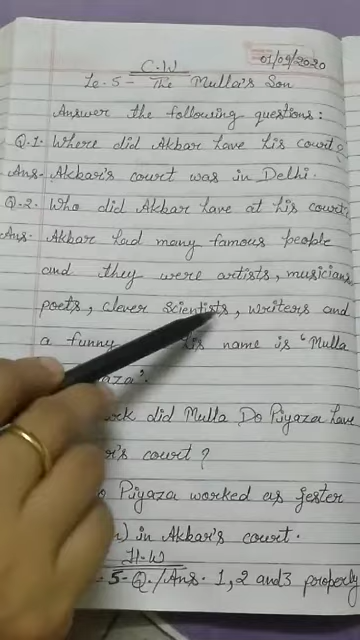 C.W
01/09/2020
Le. 5 - The Mulla's Son
Answer the following questions:
Q.1. Where did Akbar have his court?
Ans. Akbar's court was in Delhi.
Q.2. Who did Akbar have at his court?
Ans. Akbar had many famous people
and they were artists, musicians
poets, clever scientists, writers and
a funny his name is 'Mulla
aza'.
ork did Mulla Do Piyaza have
r's court?
o Piyaza worked as jester
n) in Akbar's court.
H.W
5- Q./Ans. 1, 2 and 3 properly